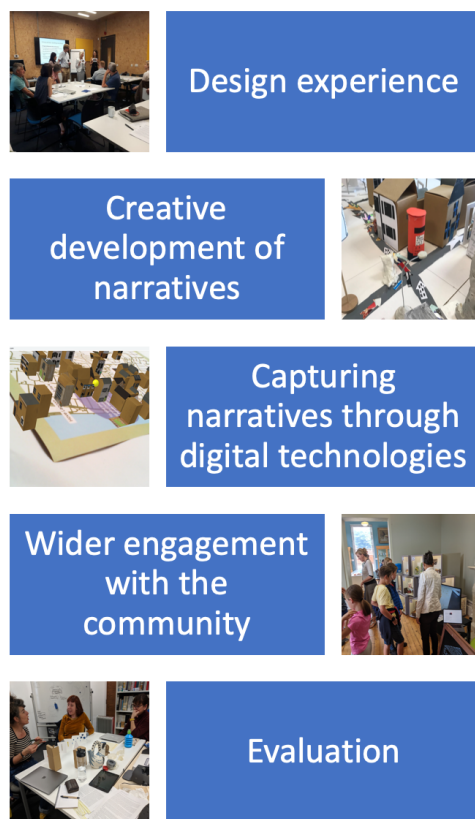 Design experience
Creative
development of
narratives
Capturing
narratives through
digital technologies
Wider engagement
with the
community
Evaluation